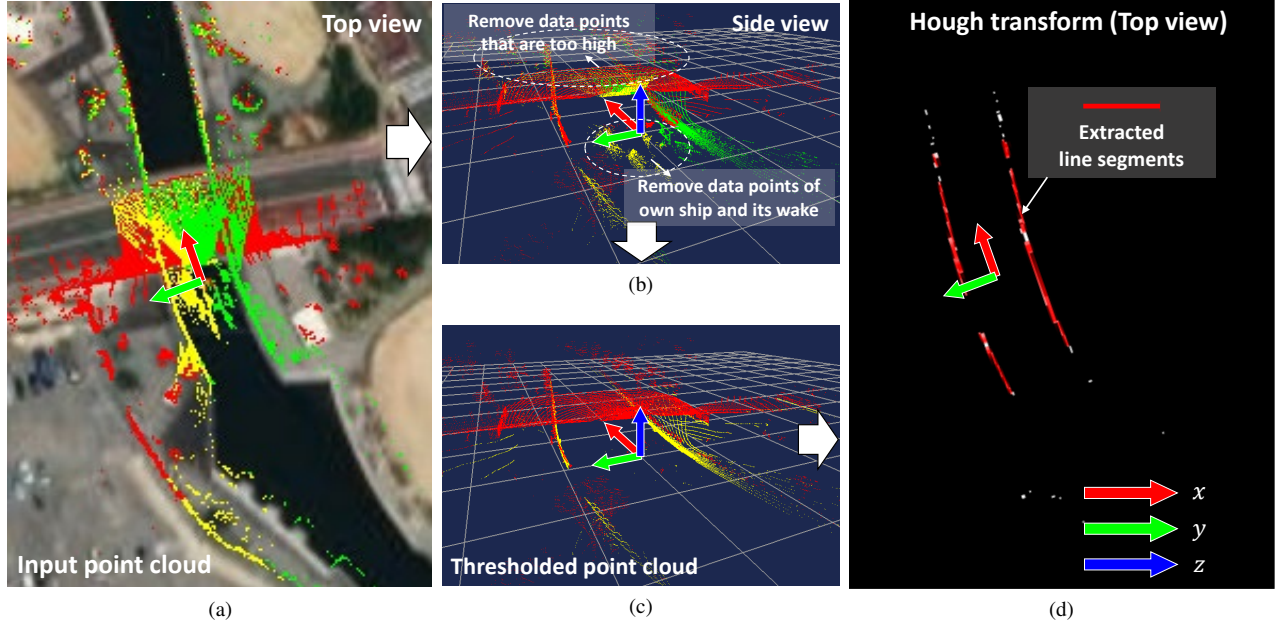 Top view
Input point cloud
(a)
Remove data points
that are too high
Side view
Remove data points of
own ship and its wake
(b)
Thresholded point cloud
(c)
Hough transform (Top view)
Extracted
line segments
x
y
z
(d)